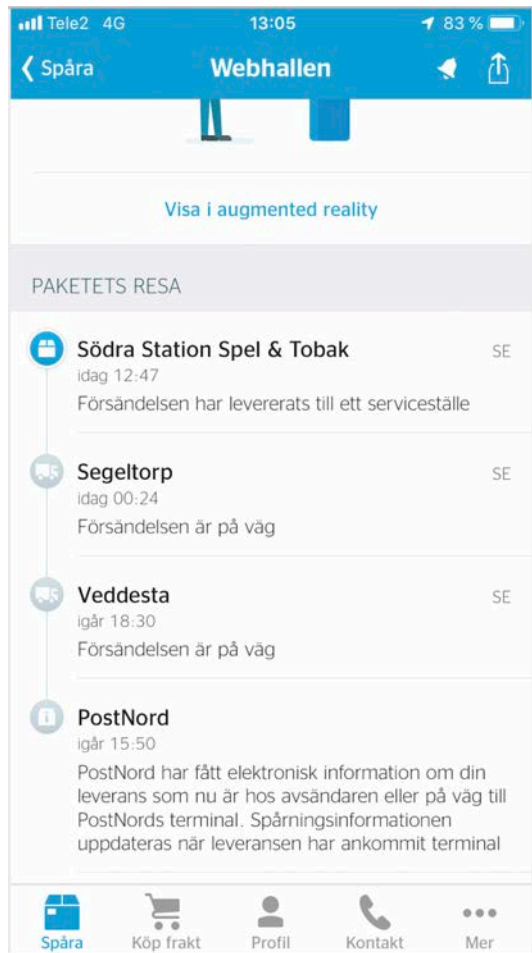 Tele2 4G 13:05 83 %
Spåra Webhallen
Visa i augmented reality
PAKETETS RESA
Södra Station Spel & Tobak SE
idag 12:47
Försändelsen har levererats till ett serviceställe
Segeltorp SE
idag 00:24
Försändelsen är på väg
Veddesta SE
igår 18:30
Försändelsen är på väg
PostNord
igår 15:50
PostNord har fått elektronisk information om din
leverans som nu är hos avsändaren eller på väg till
PostNords terminal. Spårningsinformationen
uppdateras när leveransen har ankommit terminal
Spåra Köp frakt Profil Kontakt Mer